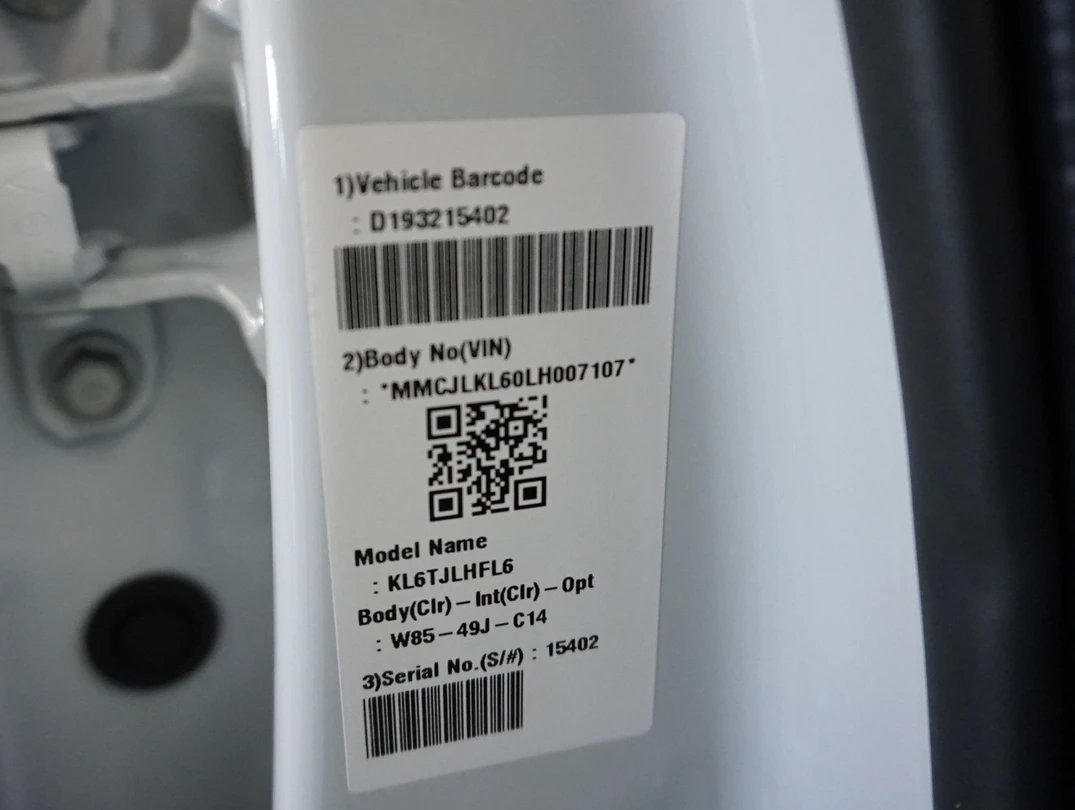 1)Vehicle Barcode
: D193215402
2)Body No(VIN)
: *MMCJLKL60LH007107*
Model Name
: KL6TJLHFL6
Body(Clr)-Int(Clr)-Opt
: W85-49J-C14
3)Serial No.(S/#) : 15402